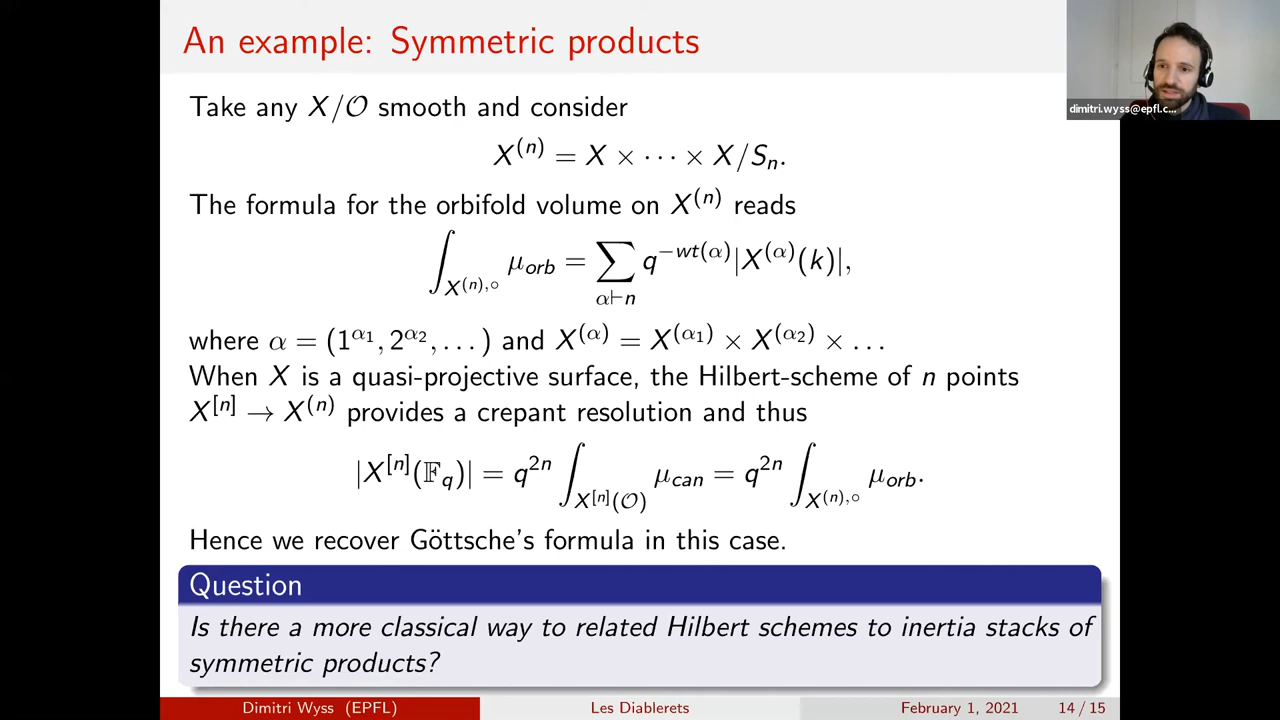 An example: Symmetric products
dimitri.wyss@epfl.c...
Take any X/𝒪 smooth and consider
X^(n) = X × ··· × X/S_n.
The formula for the orbifold volume on X^(n) reads
∫_{X^(n),○} μ_orb = ∑_{α⊢n} q^{−wt(α)}|X^(α)(k)|,
where α = (1^{α_1}, 2^{α_2}, ...) and X^(α) = X^(α_1) × X^(α_2) × ...
When X is a quasi-projective surface, the Hilbert-scheme of n points
X^[n] → X^(n) provides a crepant resolution and thus
|X^[n](𝔽_q)| = q^{2n} ∫_{X^[n](𝒪)} μ_can = q^{2n} ∫_{X^(n),○} μ_orb.
Hence we recover Göttsche's formula in this case.
Question
Is there a more classical way to related Hilbert schemes to inertia stacks of
symmetric products?
Dimitri Wyss (EPFL) Les Diablerets February 1, 2021 14 / 15